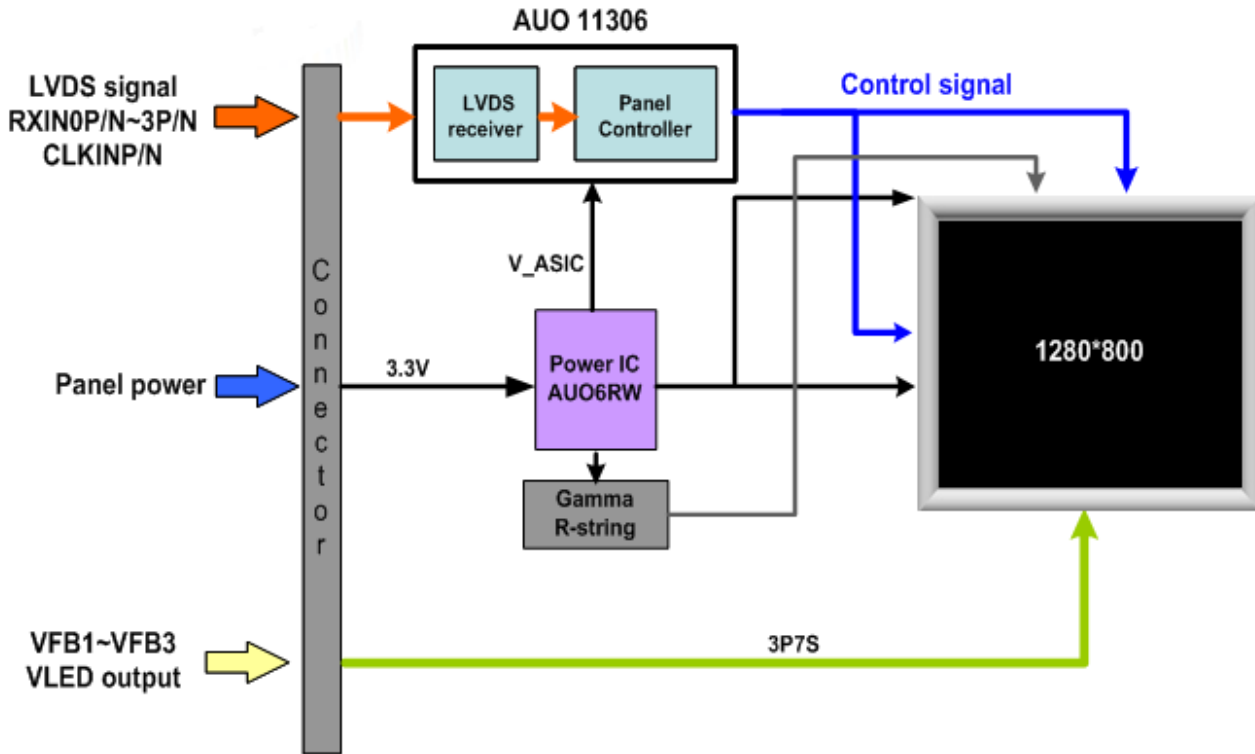 AUO 11306
LVDS signal
RXIN0P/N~3P/N
CLKINP/N
LVDS
receiver
Panel
Controller
Control signal
V_ASIC
Connector
Panel power
3.3V
Power IC
AUO6RW
1280*800
Gamma
R-string
VFB1~VFB3
VLED output
3P7S